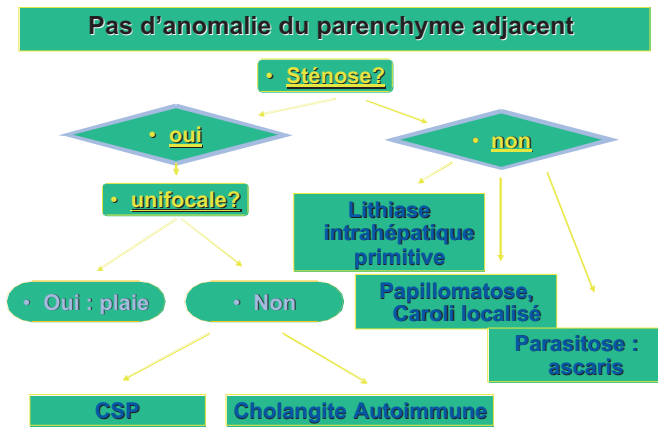 Pas d'anomalie du parenchyme adjacent
• Sténose?
• oui
• non
• unifocale?
Lithiase
intrahépatique
primitive
• Oui : plaie
• Non
Papillomatose,
Caroli localisé
Parasitose :
ascaris
CSP
Cholangite Autoimmune